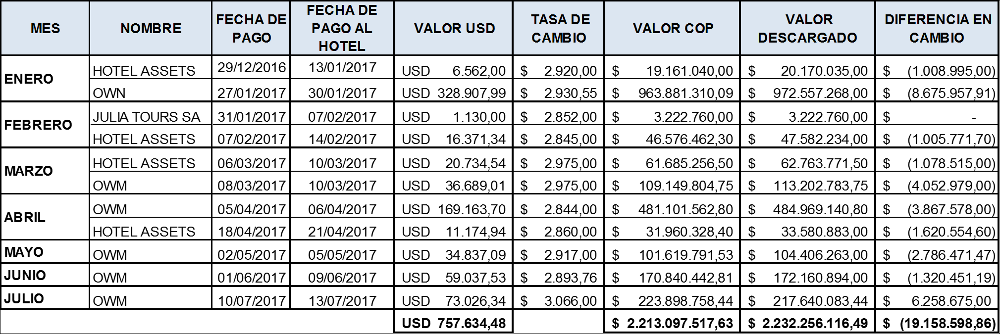 MES NOMBRE FECHA DE PAGO FECHA DE PAGO AL HOTEL VALOR USD TASA DE CAMBIO VALOR COP VALOR DESCARGADO DIFERENCIA EN CAMBIO
ENERO HOTEL ASSETS 29/12/2016 13/01/2017 USD 6.562,00 $ 2.920,00 $ 19.161.040,00 $ 20.170.035,00 $ (1.008.995,00)
OWN 27/01/2017 30/01/2017 USD 328.907,99 $ 2.930,55 $ 963.881.310,09 $ 972.557.268,00 $ (8.675.957,91)
FEBRERO JULIA TOURS SA 31/01/2017 07/02/2017 USD 1.130,00 $ 2.852,00 $ 3.222.760,00 $ 3.222.760,00 $ -
HOTEL ASSETS 07/02/2017 14/02/2017 USD 16.371,34 $ 2.845,00 $ 46.576.462,30 $ 47.582.234,00 $ (1.005.771,70)
MARZO HOTEL ASSETS 06/03/2017 10/03/2017 USD 20.734,54 $ 2.975,00 $ 61.685.256,50 $ 62.763.771,50 $ (1.078.515,00)
OWM 08/03/2017 10/03/2017 USD 36.689,01 $ 2.975,00 $ 109.149.804,75 $ 113.202.783,75 $ (4.052.979,00)
ABRIL OWM 05/04/2017 06/04/2017 USD 169.163,70 $ 2.844,00 $ 481.101.562,80 $ 484.969.140,80 $ (3.867.578,00)
HOTEL ASSETS 18/04/2017 21/04/2017 USD 11.174,94 $ 2.860,00 $ 31.960.328,40 $ 33.580.883,00 $ (1.620.554,60)
MAYO OWM 02/05/2017 05/05/2017 USD 34.837,09 $ 2.917,00 $ 101.619.791,53 $ 104.406.263,00 $ (2.786.471,47)
JUNIO OWM 01/06/2017 09/06/2017 USD 59.037,53 $ 2.893,76 $ 170.840.442,81 $ 172.160.894,00 $ (1.320.451,19)
JULIO OWM 10/07/2017 13/07/2017 USD 73.026,34 $ 3.066,00 $ 223.898.758,44 $ 217.640.083,44 $ 6.258.675,00
USD 757.634,48 $ 2.213.097.517,63 $ 2.232.256.116,49 $ (19.158.598,86)